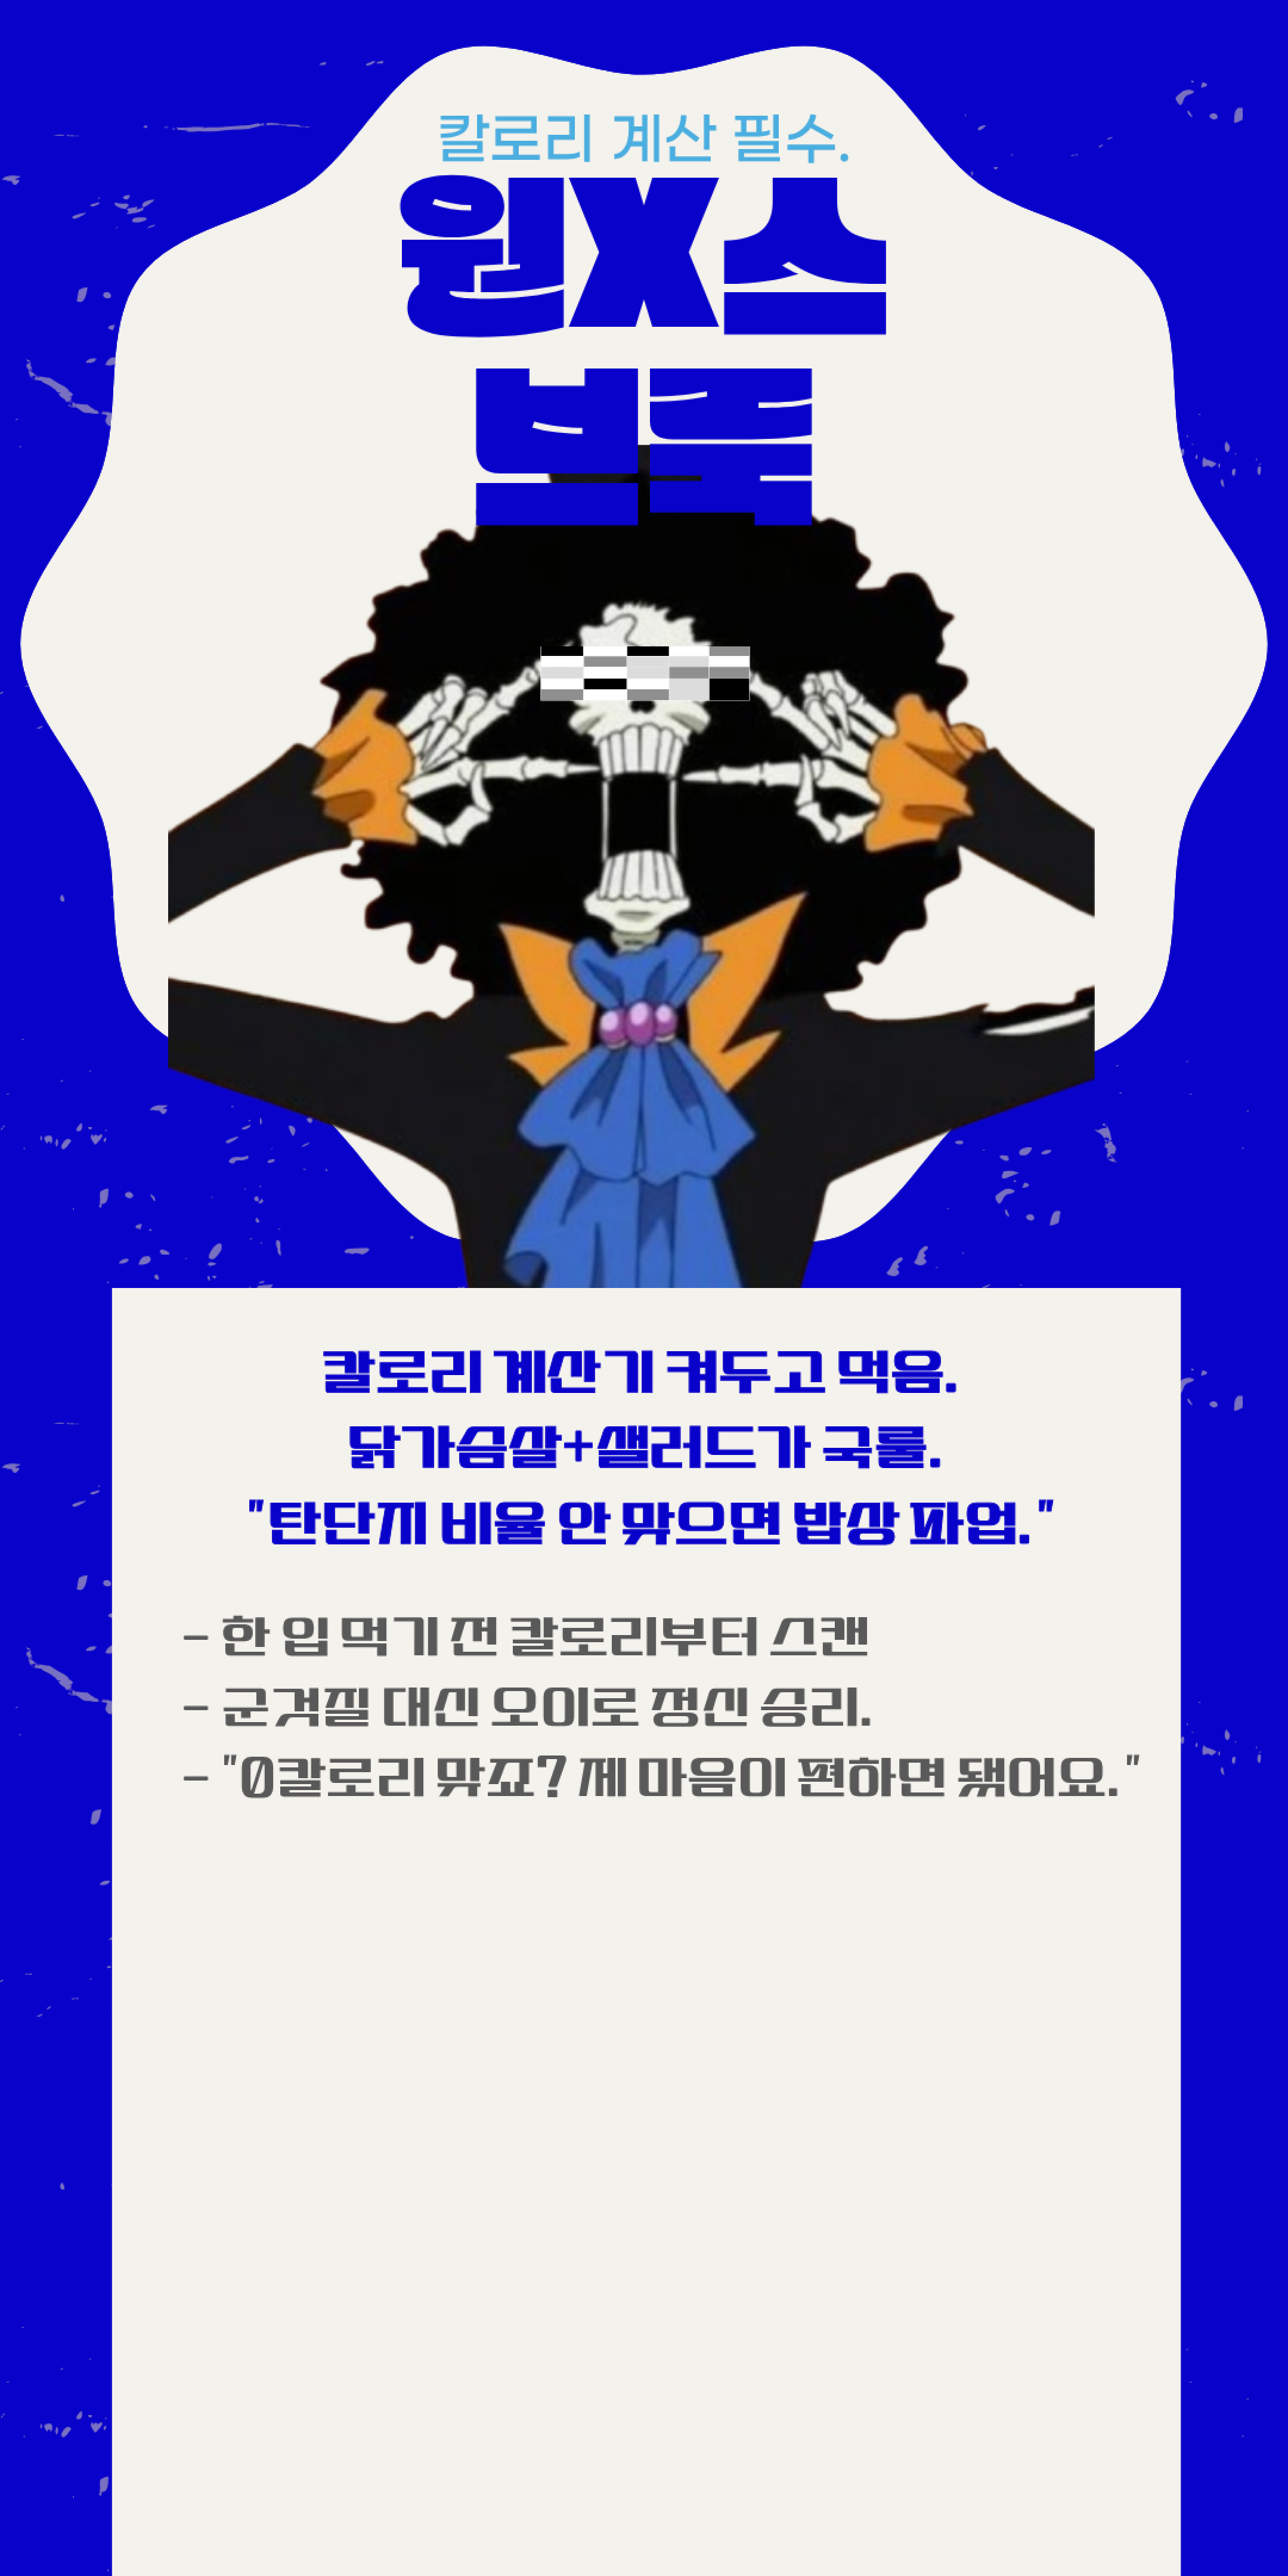 칼로리 계산 필수.
원X스
브룩
칼로리 계산기 켜두고 먹음.
닭가슴살+샐러드가 국룰.
"탄단지 비율 안 맞으면 밥상 파업."
- 한 입 먹기 전 칼로리부터 스캔
- 군것질 대신 오이로 정신 승리.
- "0칼로리 맞죠? 제 마음이 편하면 됐어요."